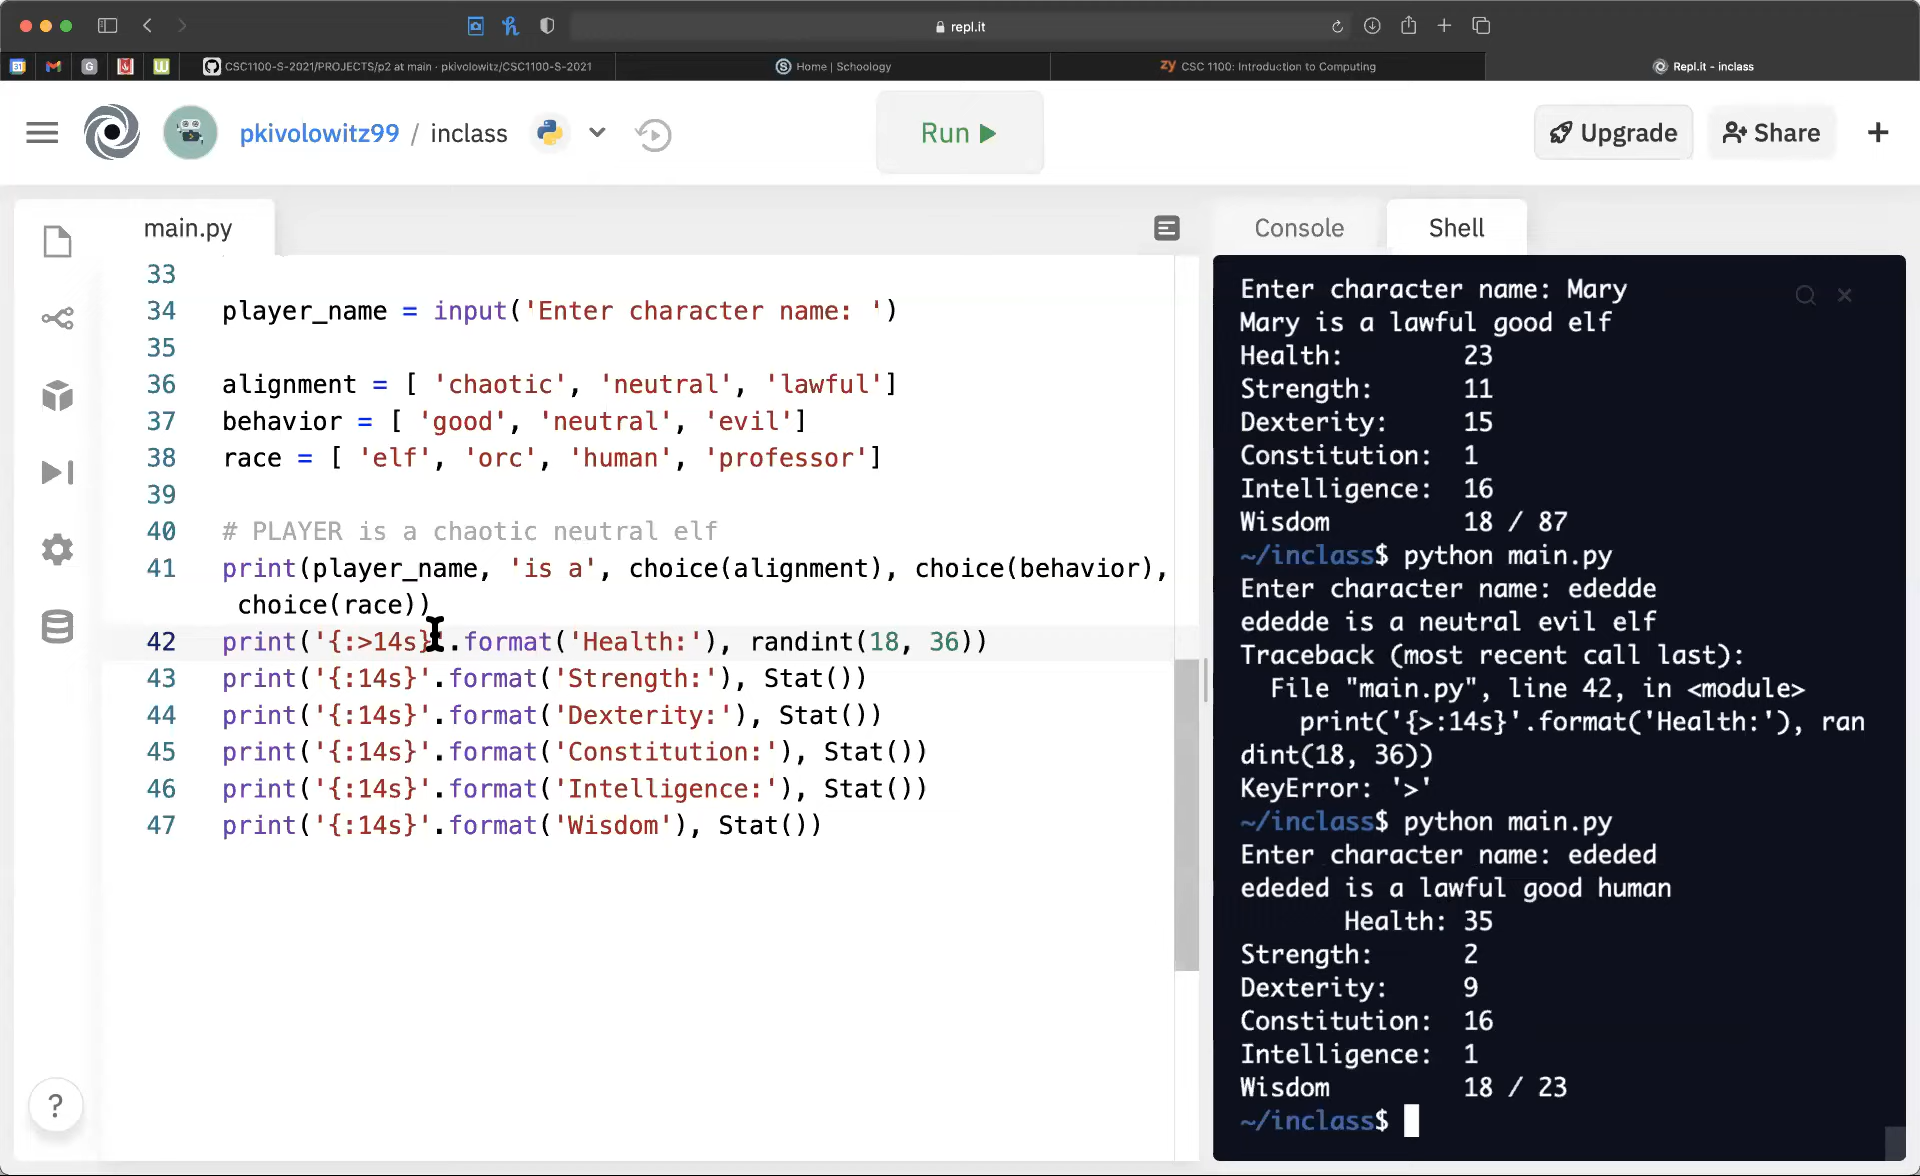 repl.it
31
G
CSC1100-S-2021/PROJECTS/p2 at main · pkivolowitz/CSC1100-S-2021
S Home | Schoology
zy CSC 1100: Introduction to Computing
Repl.it - inclass
pkivolowitz99 / inclass
Run
Upgrade
Share
+
main.py
33
34 player_name = input('Enter character name: ')
35
36 alignment = [ 'chaotic', 'neutral', 'lawful']
37 behavior = [ 'good', 'neutral', 'evil']
38 race = [ 'elf', 'orc', 'human', 'professor']
39
40 # PLAYER is a chaotic neutral elf
41 print(player_name, 'is a', choice(alignment), choice(behavior),
choice(race))
42 print('{:>14s}'.format('Health:'), randint(18, 36))
43 print('{:14s}'.format('Strength:'), Stat())
44 print('{:14s}'.format('Dexterity:'), Stat())
45 print('{:14s}'.format('Constitution:'), Stat())
46 print('{:14s}'.format('Intelligence:'), Stat())
47 print('{:14s}'.format('Wisdom'), Stat())
?
Console
Shell
Enter character name: Mary
Mary is a lawful good elf
Health: 23
Strength: 11
Dexterity: 15
Constitution: 1
Intelligence: 16
Wisdom 18 / 87
~/inclass$ python main.py
Enter character name: ededde
ededde is a neutral evil elf
Traceback (most recent call last):
File "main.py", line 42, in <module>
print('{>:14s}'.format('Health:'), ran
dint(18, 36))
KeyError: '>'
~/inclass$ python main.py
Enter character name: ededed
ededed is a lawful good human
Health: 35
Strength: 2
Dexterity: 9
Constitution: 16
Intelligence: 1
Wisdom 18 / 23
~/inclass$